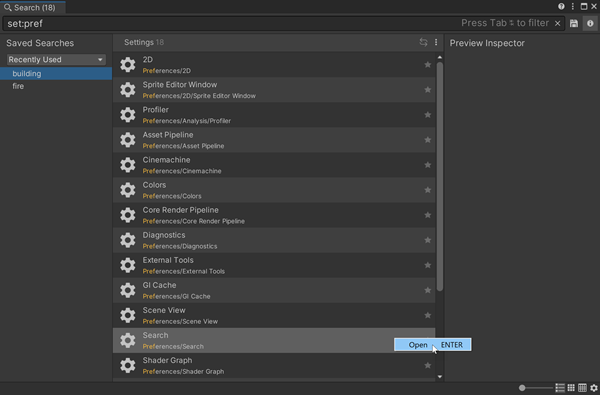 Search (18)
set:pref
Press Tab ⇆ to filter
Saved Searches
Settings 18
Preview Inspector
Recently Used
building
fire
2D
Preferences/2D
Sprite Editor Window
Preferences/2D/Sprite Editor Window
Profiler
Preferences/Analysis/Profiler
Asset Pipeline
Preferences/Asset Pipeline
Cinemachine
Preferences/Cinemachine
Colors
Preferences/Colors
Core Render Pipeline
Preferences/Core Render Pipeline
Diagnostics
Preferences/Diagnostics
External Tools
Preferences/External Tools
GI Cache
Preferences/GI Cache
Scene View
Preferences/Scene View
Search
Preferences/Search
Open ENTER
Shader Graph
Preferences/Shader Graph